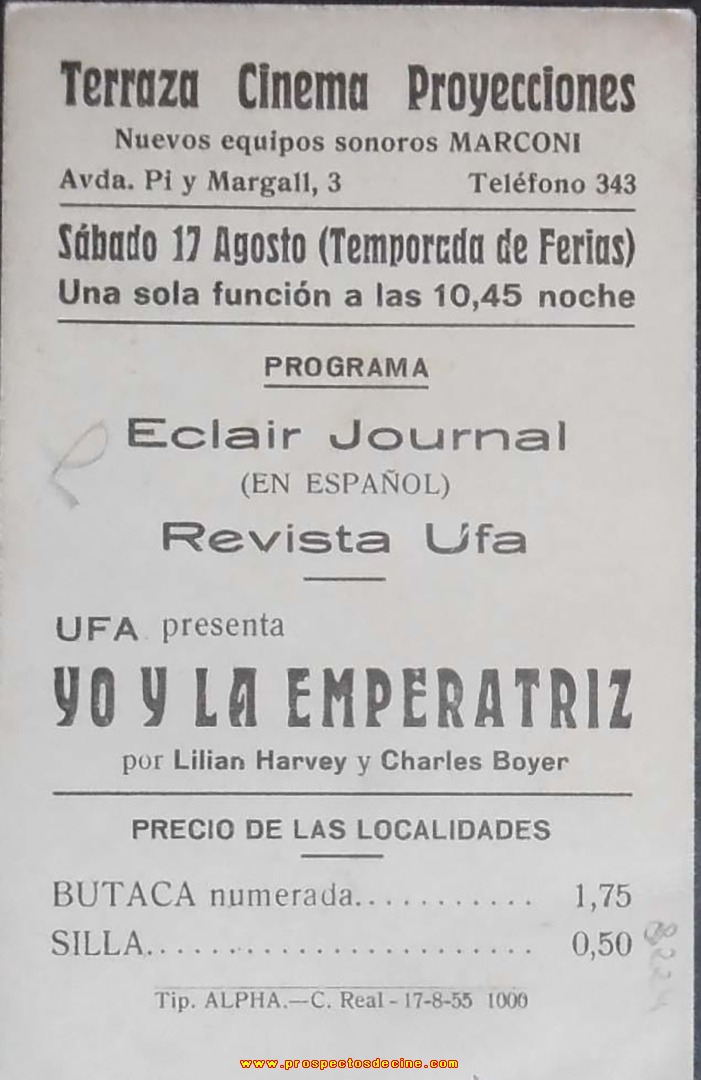 Terraza Cinema Proyecciones
Nuevos equipos sonoros MARCONI
Avda. Pi y Margall, 3 Teléfono 343
Sábado 17 Agosto (Temporada de Ferias)
Una sola función a las 10,45 noche
PROGRAMA
Eclair Journal
(EN ESPAÑOL)
Revista Ufa
UFA presenta
YO Y LA EMPERATRIZ
por Lilian Harvey y Charles Boyer
PRECIO DE LAS LOCALIDADES
BUTACA numerada........... 1,75
SILLA....................... 0,50
Tip. ALPHA.—C. Real - 17-8-55 1000
www.prospectosdecine.com